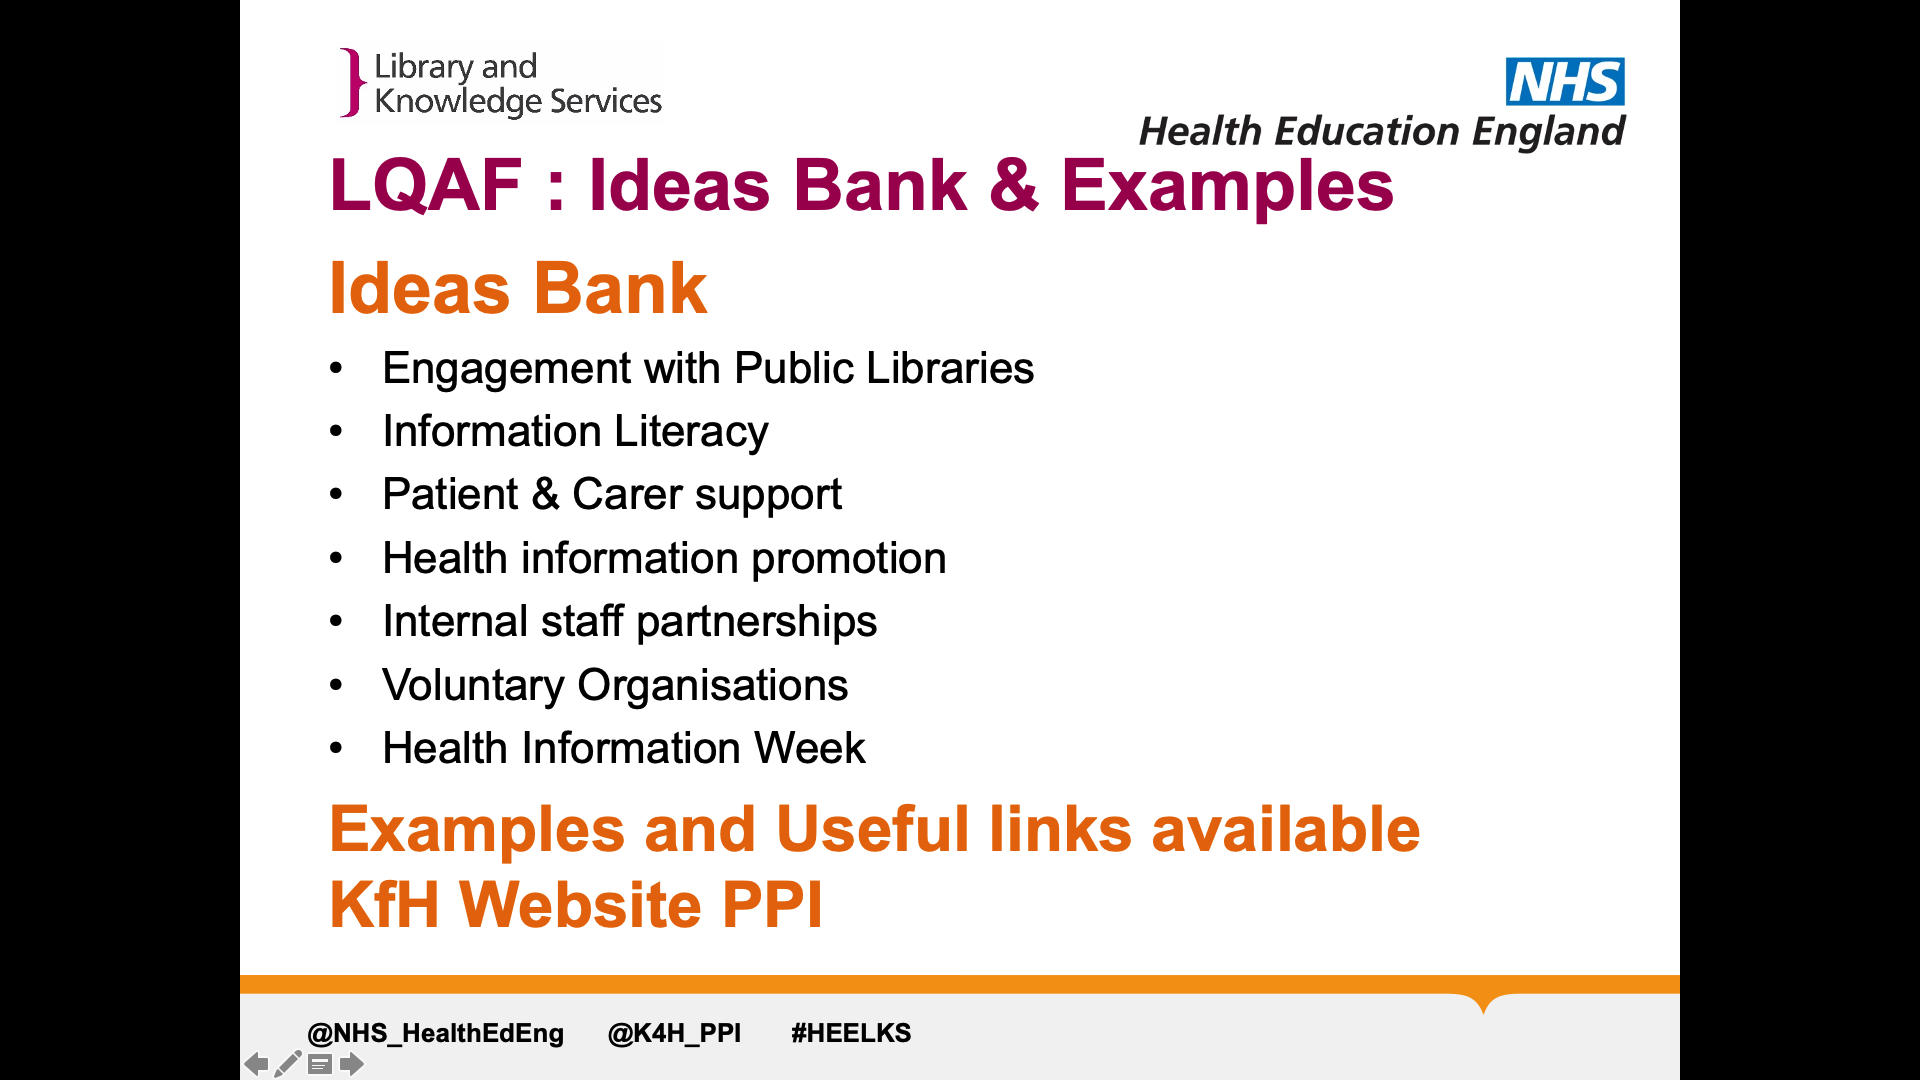 Library and
Knowledge Services
NHS
Health Education England
LQAF : Ideas Bank & Examples
Ideas Bank
• Engagement with Public Libraries
• Information Literacy
• Patient & Carer support
• Health information promotion
• Internal staff partnerships
• Voluntary Organisations
• Health Information Week
Examples and Useful links available
KfH Website PPI
@NHS_HealthEdEng @K4H_PPI #HEELKS